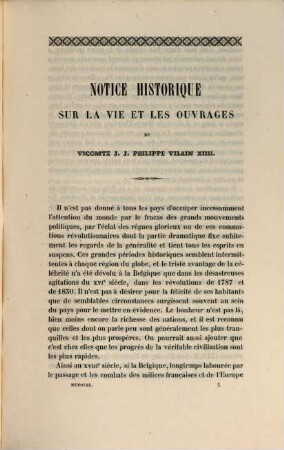 NOTICE HISTORIQUE
SUR LA VIE ET LES OUVRAGES
DU
VICOMTE J. J. PHILIPPE VILAIN XIIII.
Il n'est pas donné à tous les pays d'occuper incessamment
l'attention du monde par le fracas des grands mouvements
politiques, par l'éclat des règnes glorieux ou de ces commo-
tions révolutionnaires dont la partie dramatique fixe subite-
ment les regards de la généralité et tient tous les esprits en
suspens. Ces grandes périodes historiques semblent intermit-
tentes à chaque région du globe, et le triste avantage de la cé-
lébrité n'a été dévolu à la Belgique que dans les désastreuses
agitations du XVIe siècle, dans les révolutions de 1787 et
de 1830. Il n'est pas à désirer pour la félicité de ses habitants
que de semblables circonstances surgissent souvent au sein
du pays pour le mettre en évidence. Le bonheur n'est pas là,
bien moins encore la richesse des nations, et il est reconnu
que celles dont on parle peu sont généralement les plus tran-
quilles et les plus prospères. On pourrait aussi ajouter que
c'est chez elles que les progrès de la véritable civilisation sont
les plus rapides.
Ainsi au XVIIIe siècle, si la Belgique, longtemps labourée par
le passage et les combats des milices françaises et de l'Europe
1